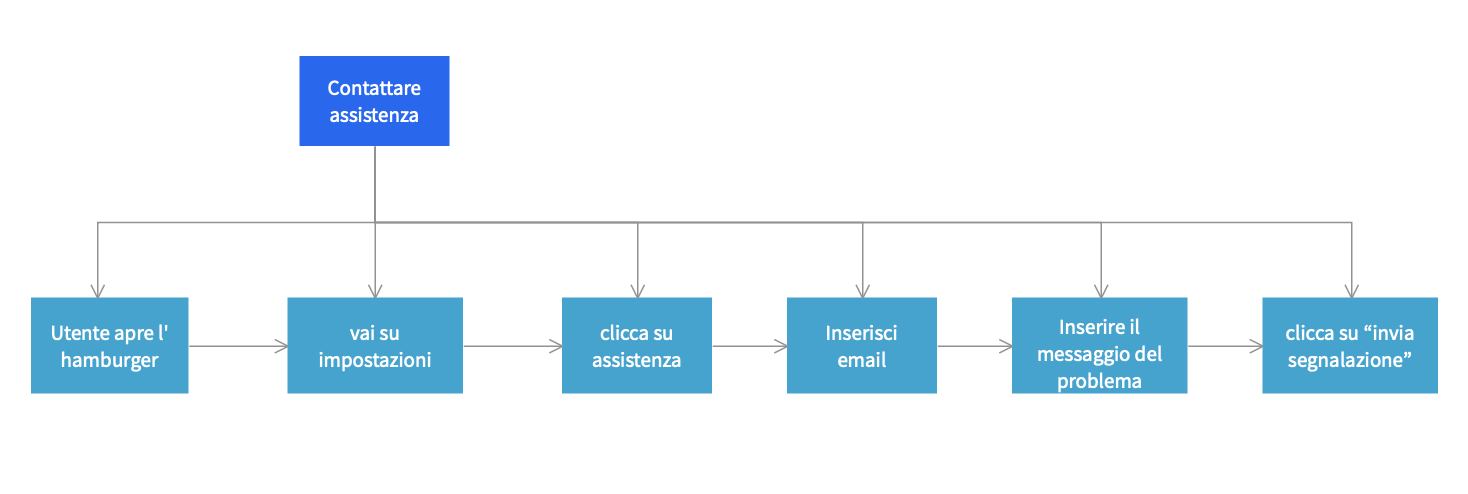 Contattare
assistenza
Utente apre l'
hamburger
vai su
impostazioni
clicca su
assistenza
Inserisci
email
Inserire il
messaggio del
problema
clicca su “invia
segnalazione”